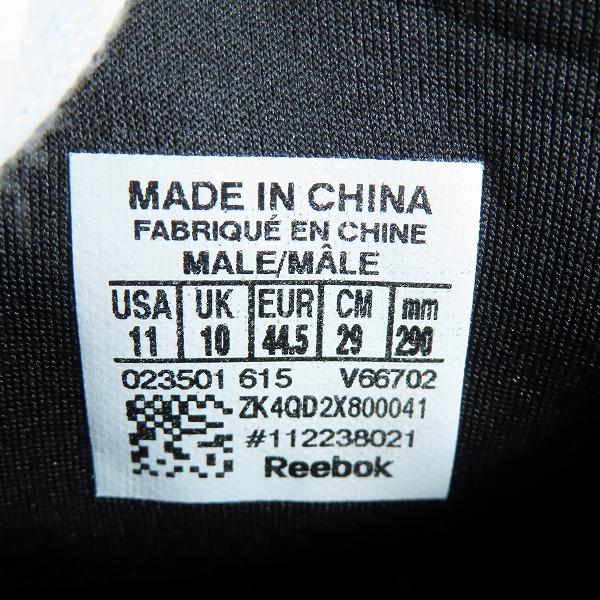 MADE IN CHINA
FABRIQUÉ EN CHINE
MALE/MÂLE
USA UK EUR CM mm
11 10 44.5 29 290
023501 615 V66702
ZK4QD2X800041
#112238021
Reebok